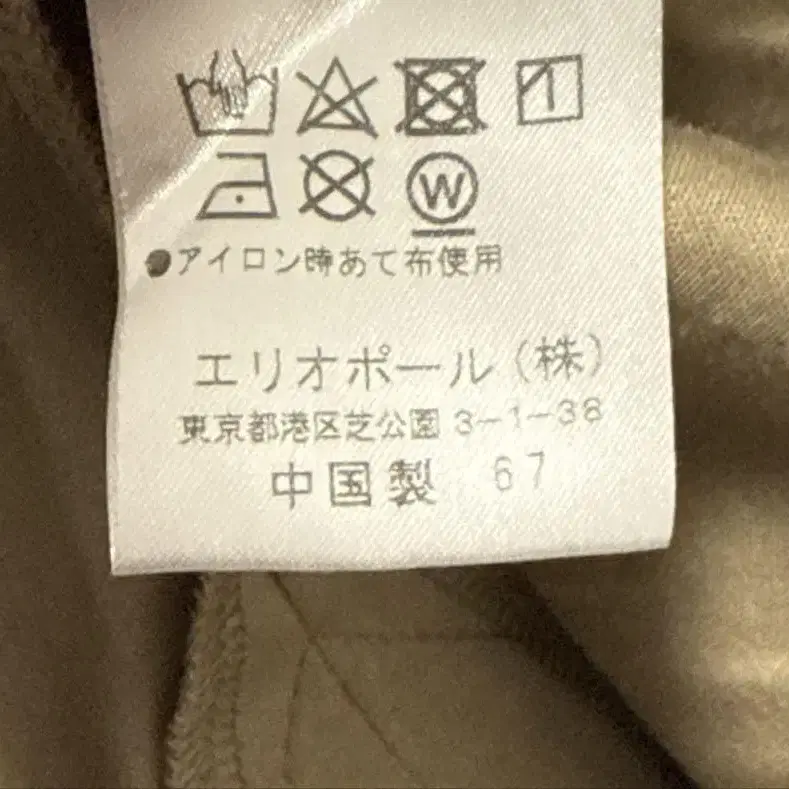 W
●アイロン時あて布使用
エリオポール(株)
東京都港区芝公園 3-1-38
中国製 67